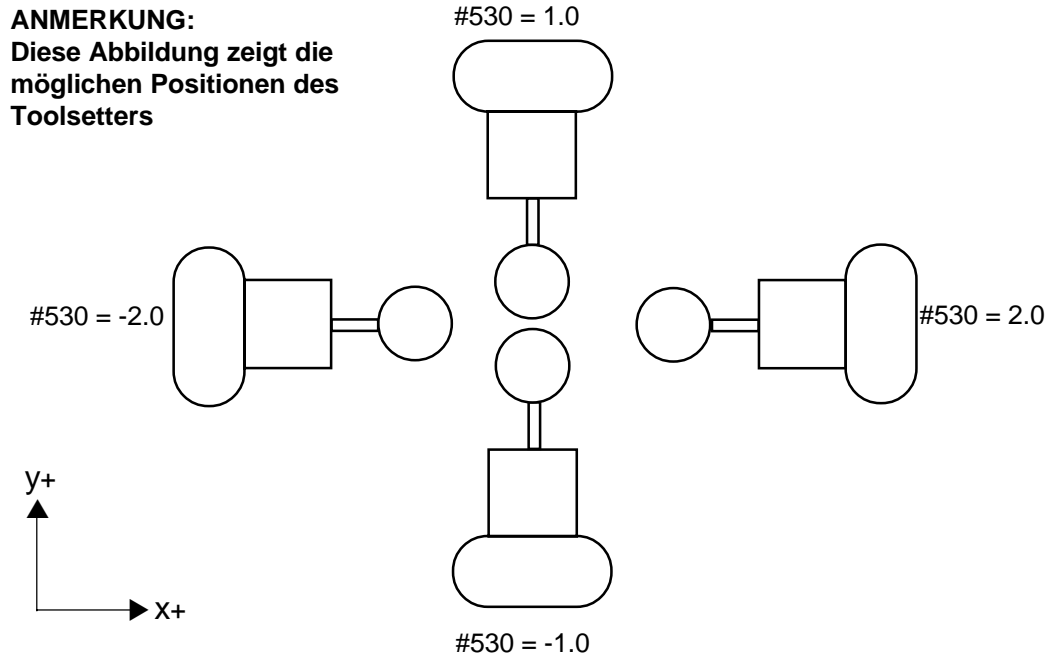 ANMERKUNG:
Diese Abbildung zeigt die
möglichen Positionen des
Toolsetters
#530 = 1.0
#530 = -2.0
#530 = 2.0
y+
x+
#530 = -1.0